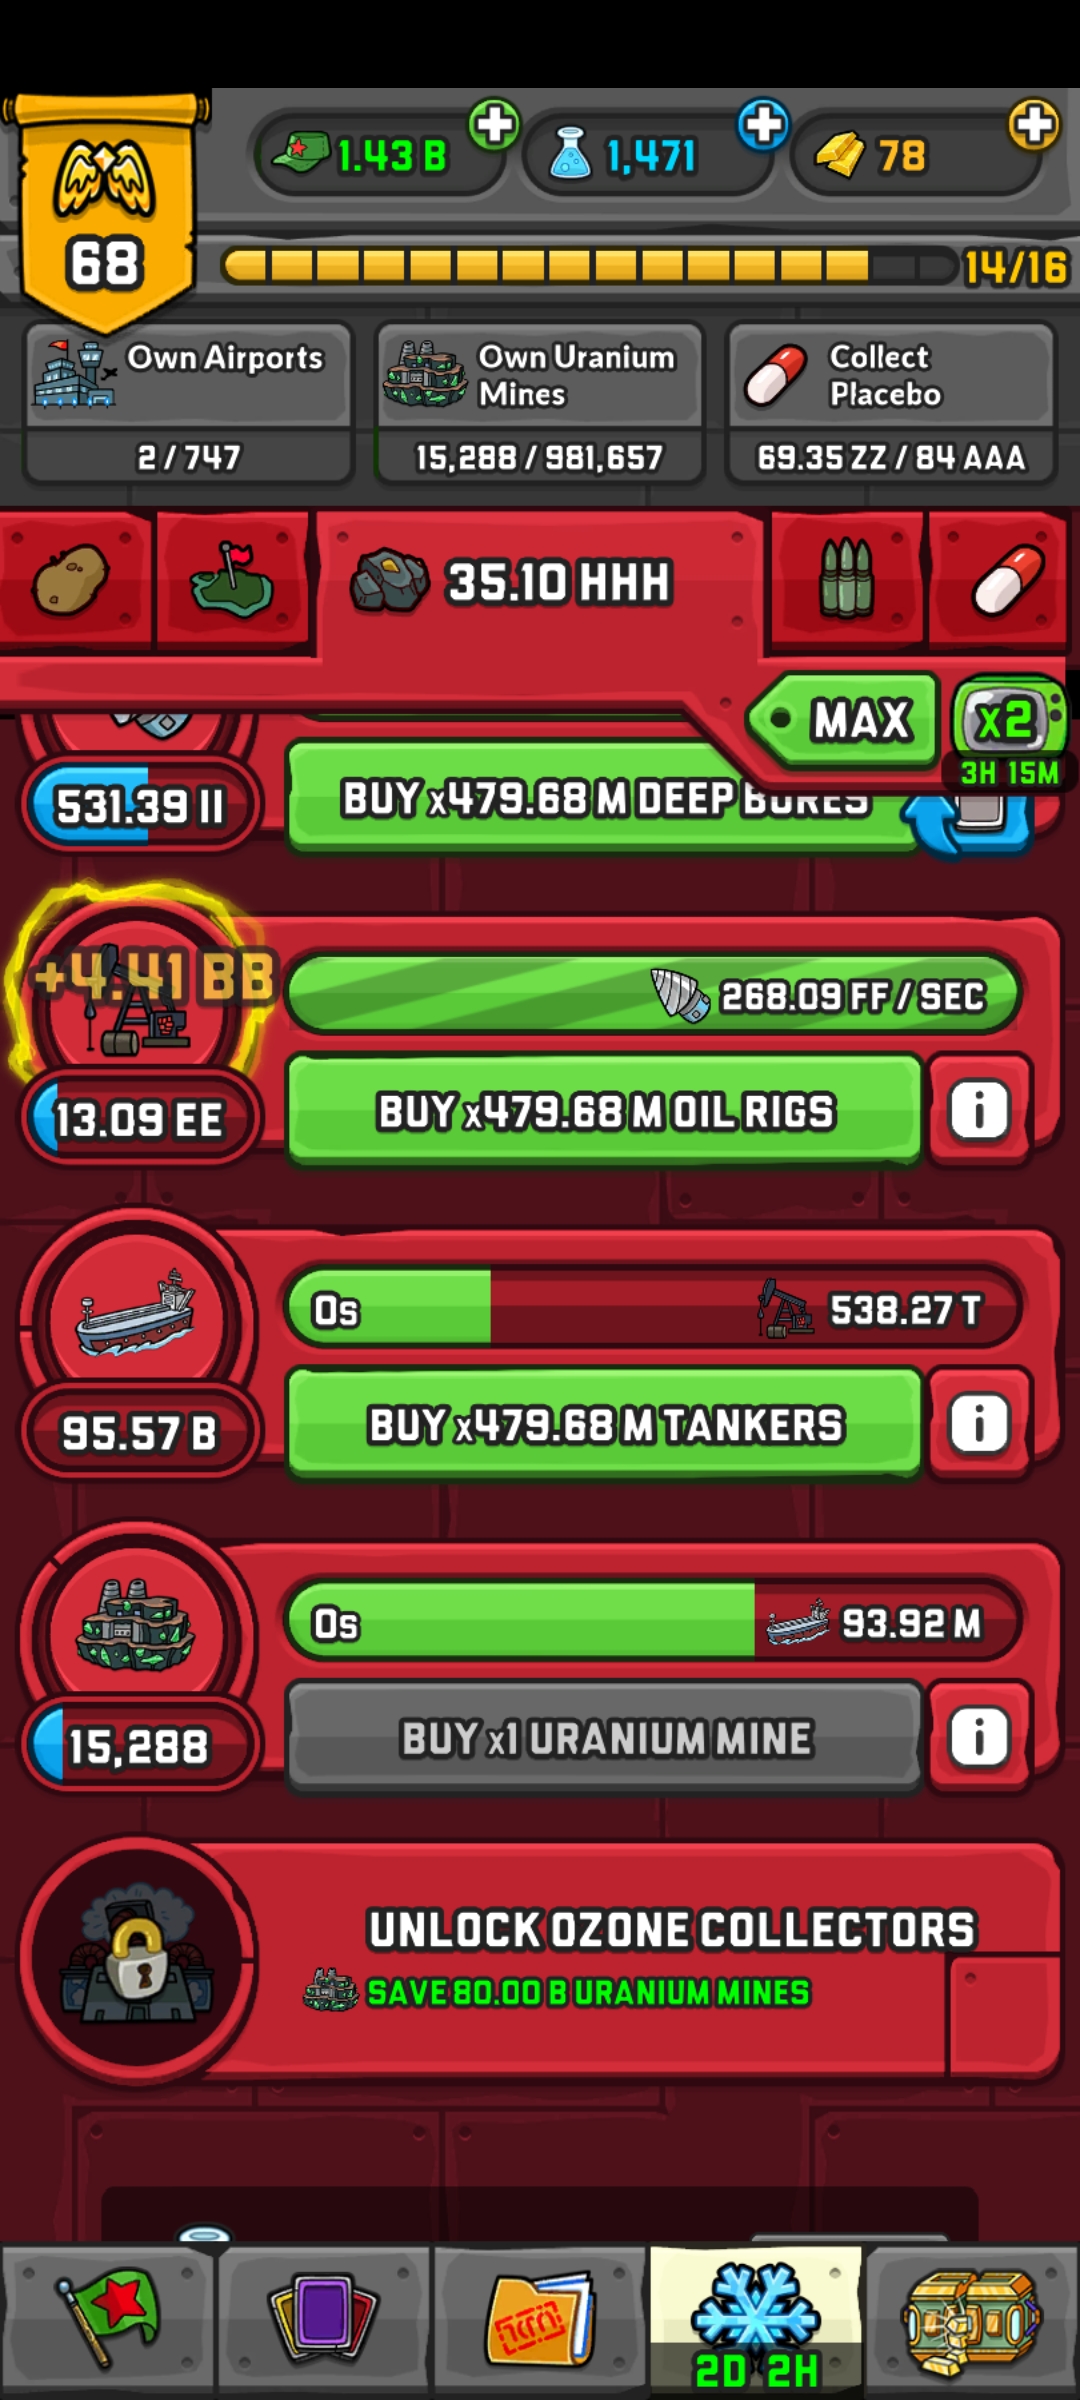 1.43 B
1,471
78
68
14/16
Own Airports
2 / 747
Own Uranium
Mines
15,288 / 981,657
Collect
Placebo
69.35 ZZ / 84 AAA
35.10 HHH
MAX
x2
3H 15M
531.39 II
BUY x479.68 M DEEP BORES
+4.41 BB
268.09 FF / SEC
13.09 EE
BUY x479.68 M OIL RIGS
i
0s
538.27 T
95.57 B
BUY x479.68 M TANKERS
i
0s
93.92 M
15,288
BUY x1 URANIUM MINE
i
UNLOCK OZONE COLLECTORS
SAVE 80.00 B URANIUM MINES
2D 2H